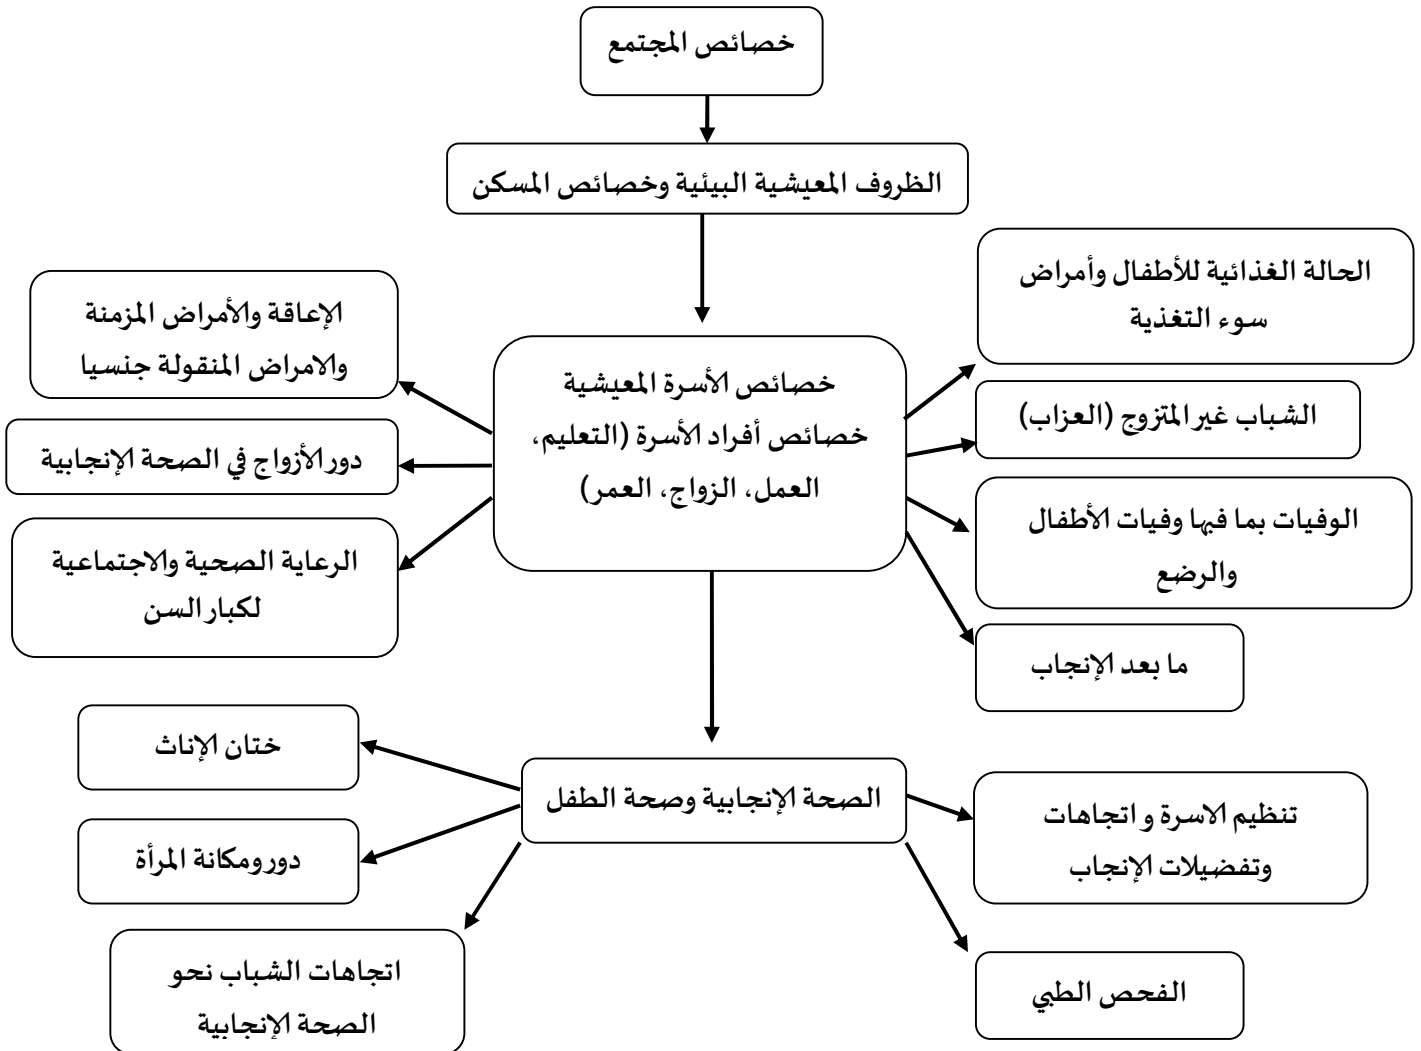 خصائص المجتمع
الظروف المعيشية البيئية وخصائص المسكن
الحالة الغذائية للأطفال وأمراض
سوء التغذية
الإعاقة والأمراض المزمنة
والامراض المنقولة جنسيا
خصائص الأسرة المعيشية
خصائص أفراد الأسرة (التعليم،
العمل، الزواج، العمر)
الشباب غير المتزوج (العزاب)
دور الأزواج في الصحة الإنجابية
الوفيات بما فيها وفيات الأطفال
والرضع
الرعاية الصحية والاجتماعية
لكبار السن
ما بعد الإنجاب
ختان الإناث
الصحة الإنجابية وصحة الطفل
تنظيم الاسرة و اتجاهات
وتفضيلات الإنجاب
دور ومكانة المرأة
اتجاهات الشباب نحو
الصحة الإنجابية
الفحص الطبي